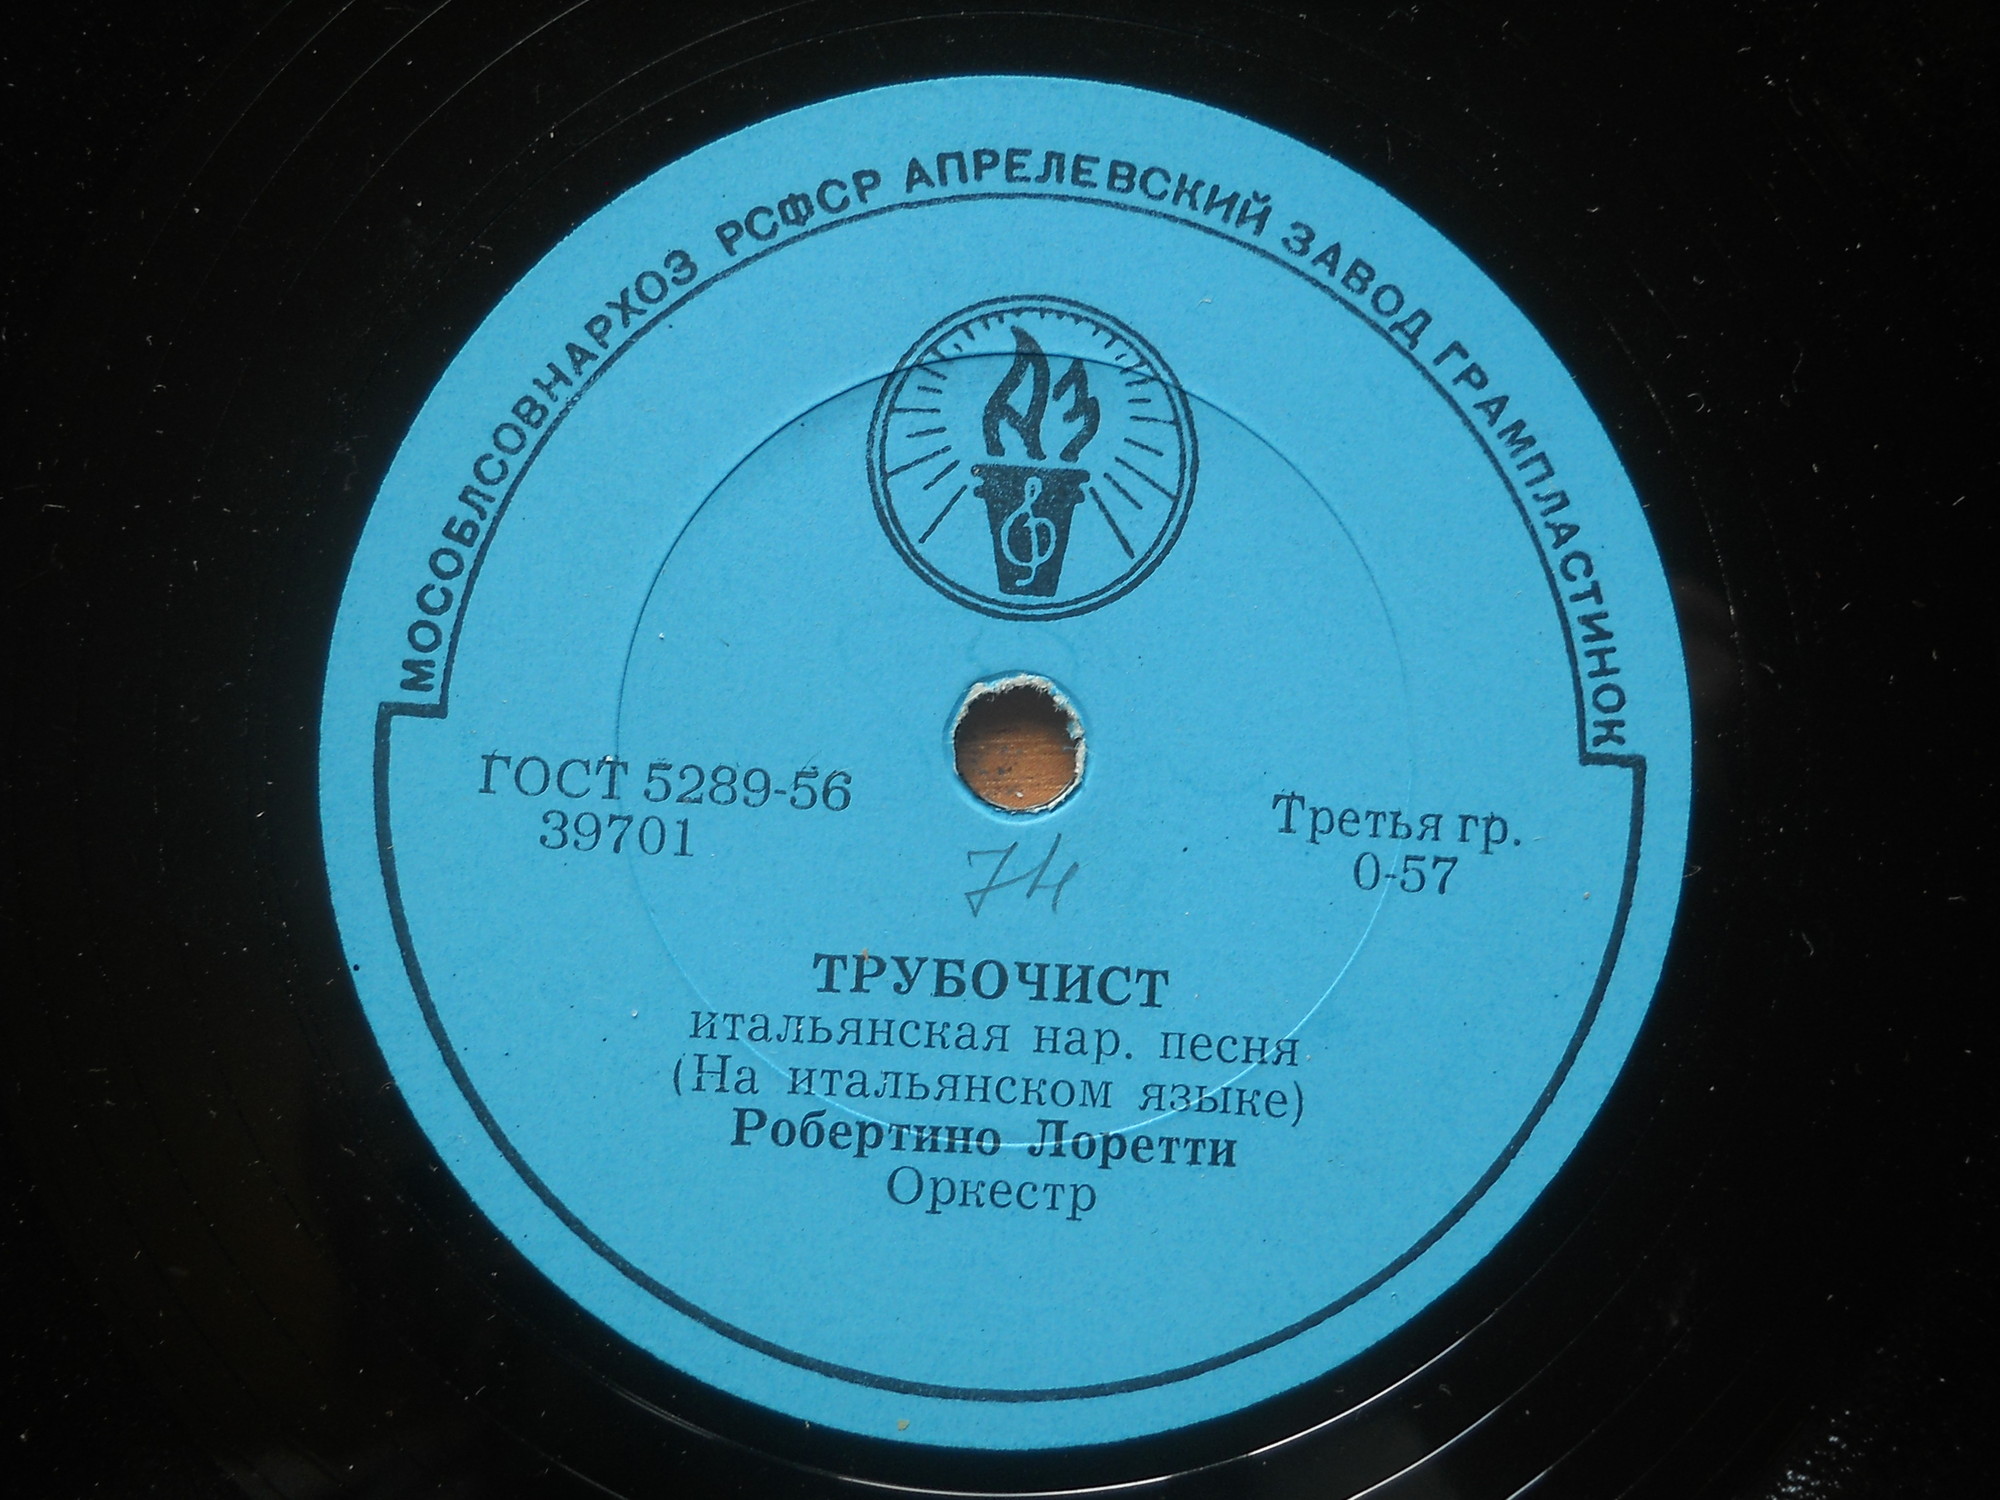 МОСОБЛСОВНАРХОЗ РСФСР АПРЕЛЕВСКИЙ ЗАВОД ГРАМПЛАСТИНОК
АЗ
ГОСТ 5289-56
39701
Третья гр.
0-57
ТРУБОЧИСТ
итальянская нар. песня
(На итальянском языке)
Робертино Лоретти
Оркестр